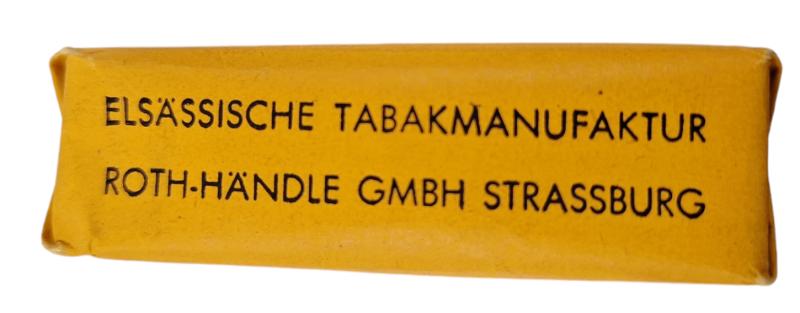 ELSÄSSISCHE TABAKMANUFAKTUR
ROTH-HÄNDLE GMBH STRASSBURG